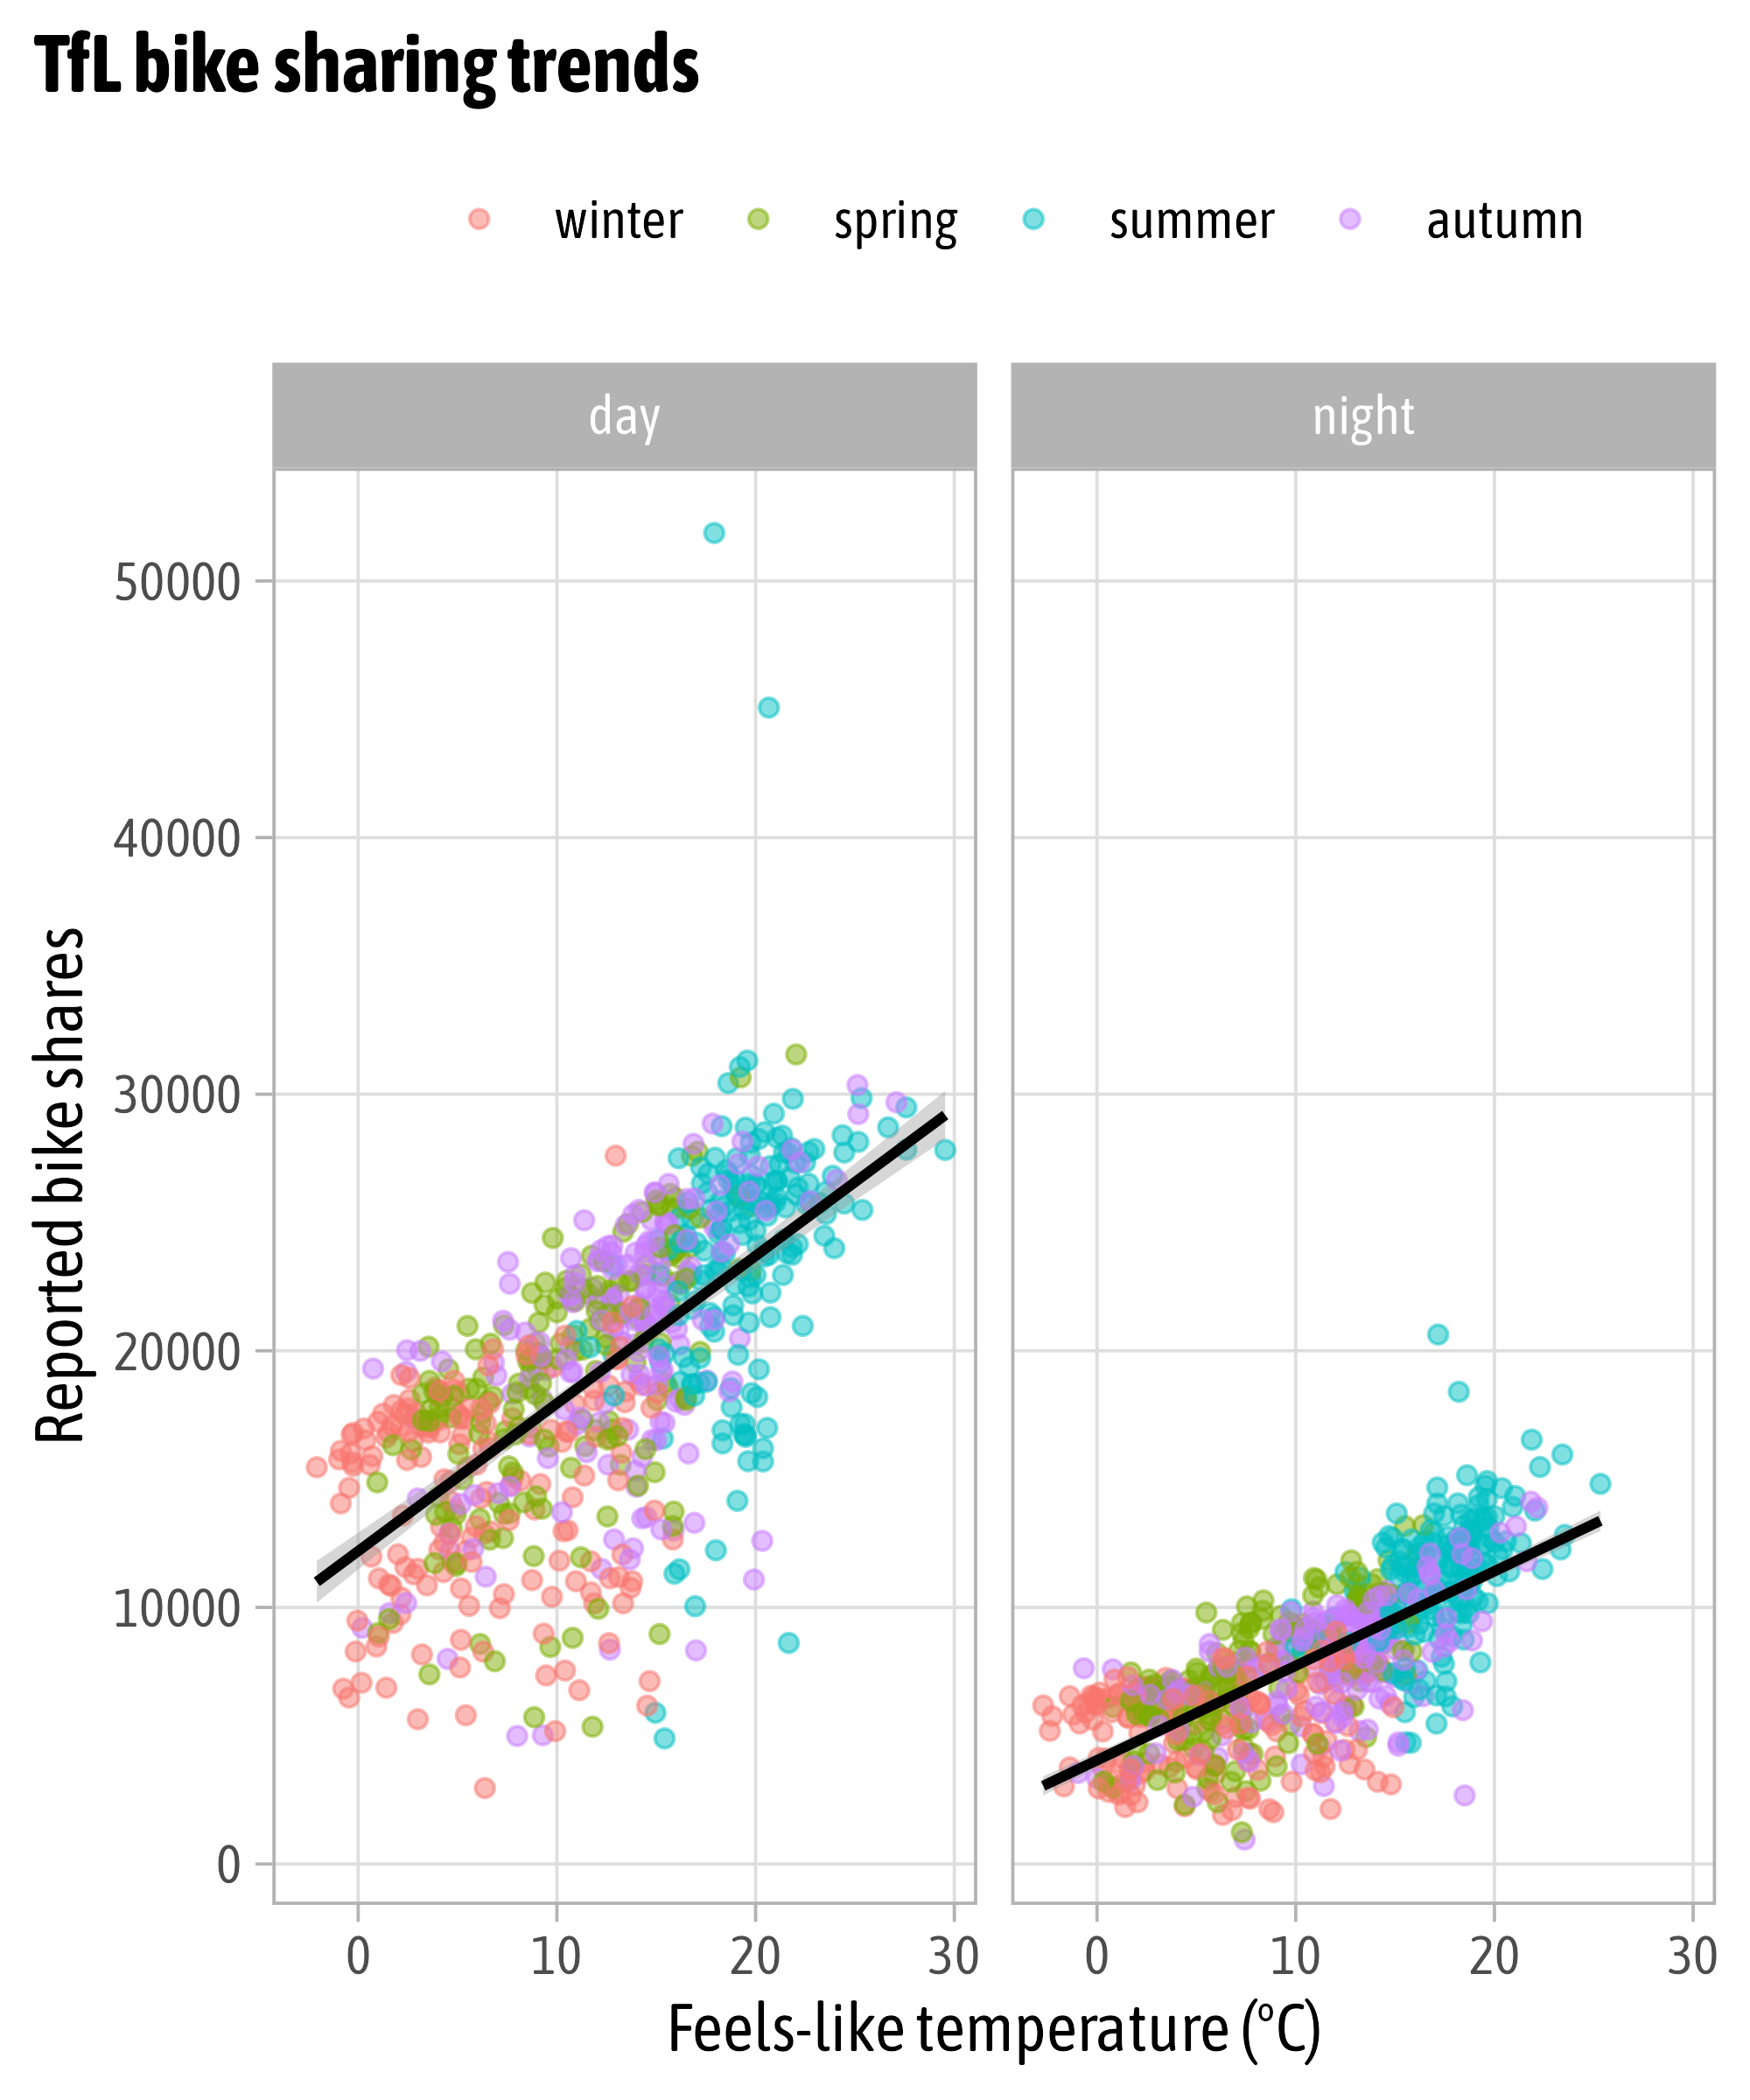 TfL bike sharing trends
winter spring summer autumn
day night
50000
40000
30000
20000
10000
0
Reported bike shares
0 10 20 30 0 10 20 30
Feels-like temperature (°C)